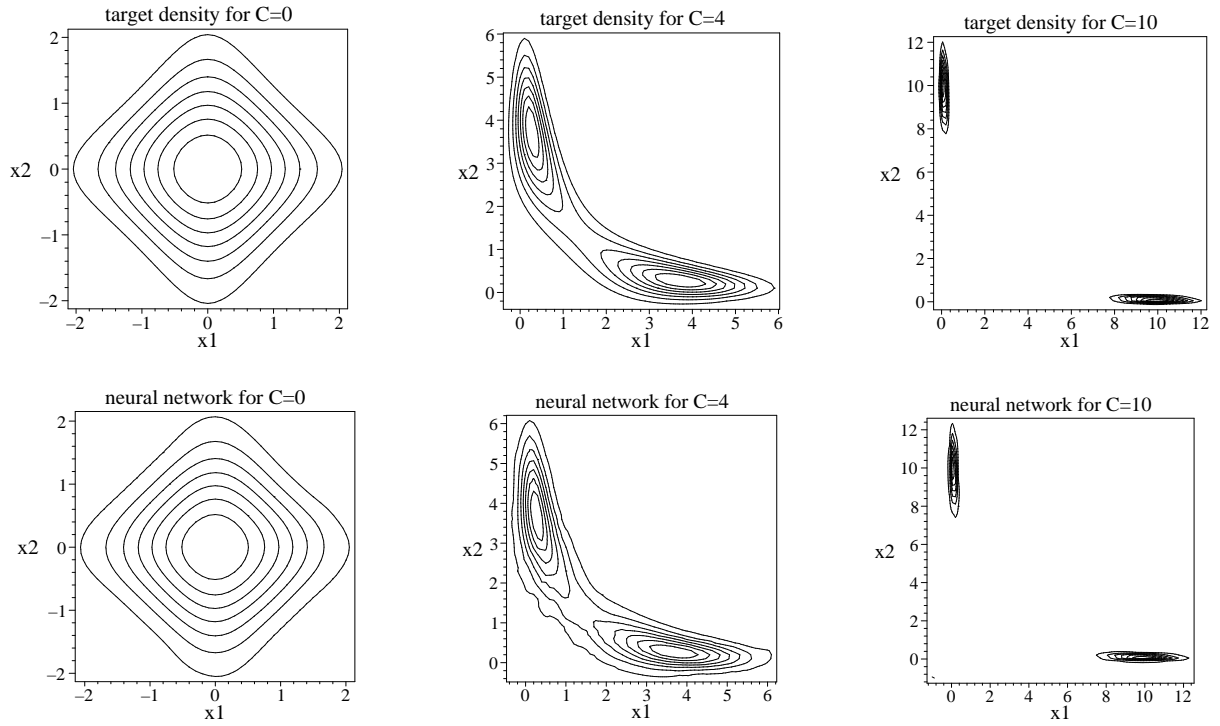 target density for C=0
2
1
x2 0
–1
–2
–2 –1 0 1 2
x1
target density for C=4
6
5
4
x2 3
2
1
0
0 1 2 3 4 5 6
x1
target density for C=10
12
10
8
x2 6
4
2
0
0 2 4 6 8 10 12
x1
neural network for C=0
2
1
x2 0
–1
–2
–2 –1 0 1 2
x1
neural network for C=4
6
5
4
x2 3
2
1
0
0 1 2 3 4 5 6
x1
neural network for C=10
12
10
8
x2 6
4
2
0
0 2 4 6 8 10 12
x1